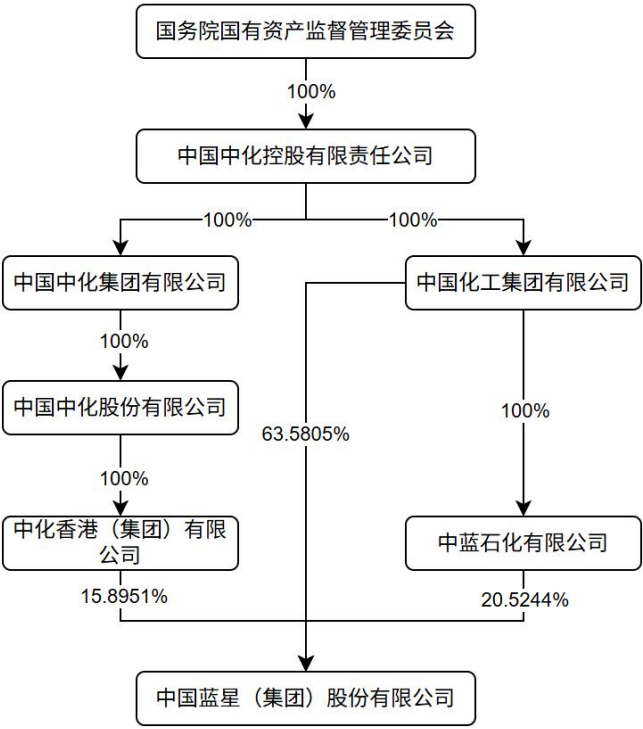 国务院国有资产监督管理委员会
100%
中国中化控股有限责任公司
100%
100%
中国中化集团有限公司
中国化工集团有限公司
100%
中国中化股份有限公司
100%
63.5805%
100%
中化香港（集团）有限
公司
中蓝石化有限公司
15.8951%
20.5244%
中国蓝星（集团）股份有限公司